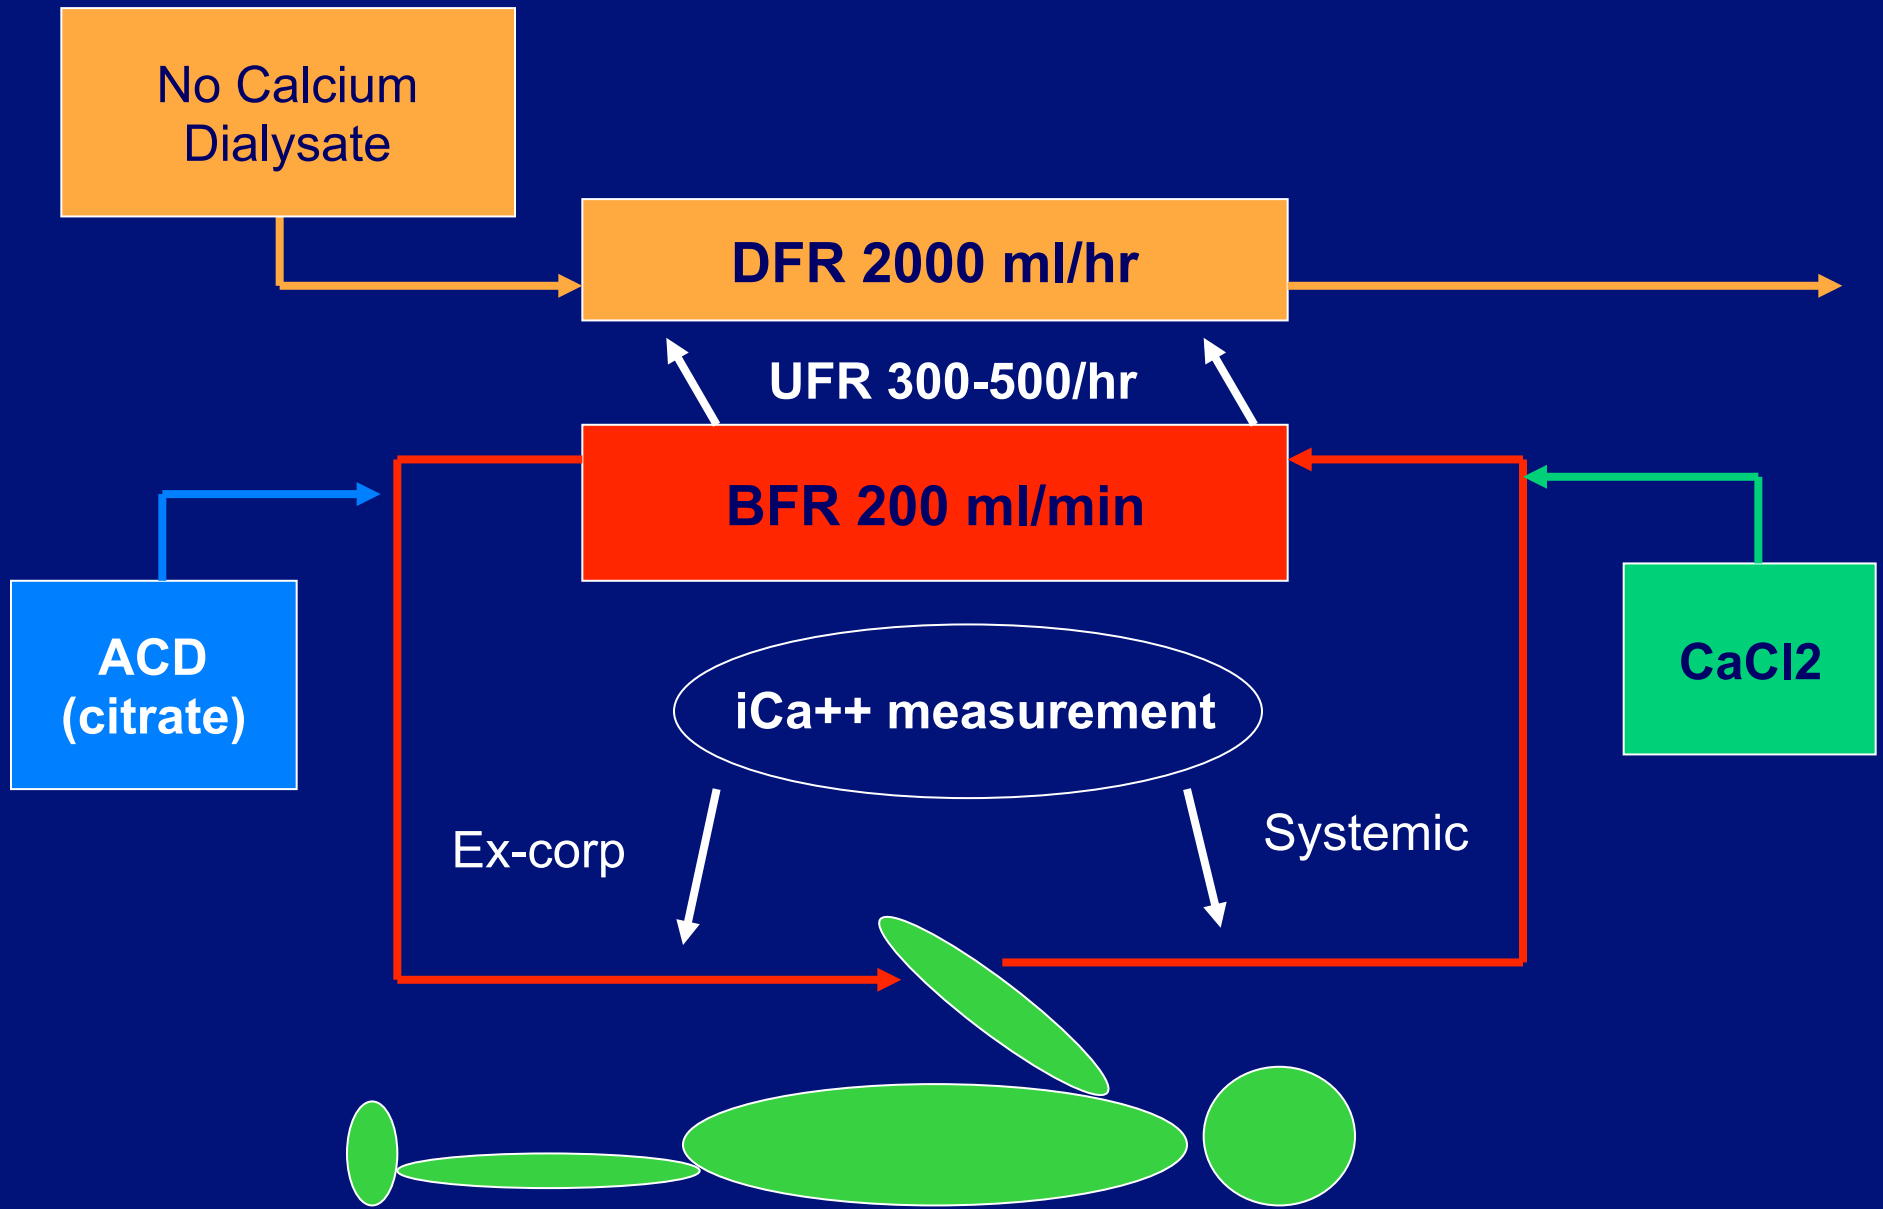 No Calcium
Dialysate
DFR 2000 ml/hr
UFR 300-500/hr
BFR 200 ml/min
ACD
(citrate)
CaCl2
iCa++ measurement
Ex-corp
Systemic